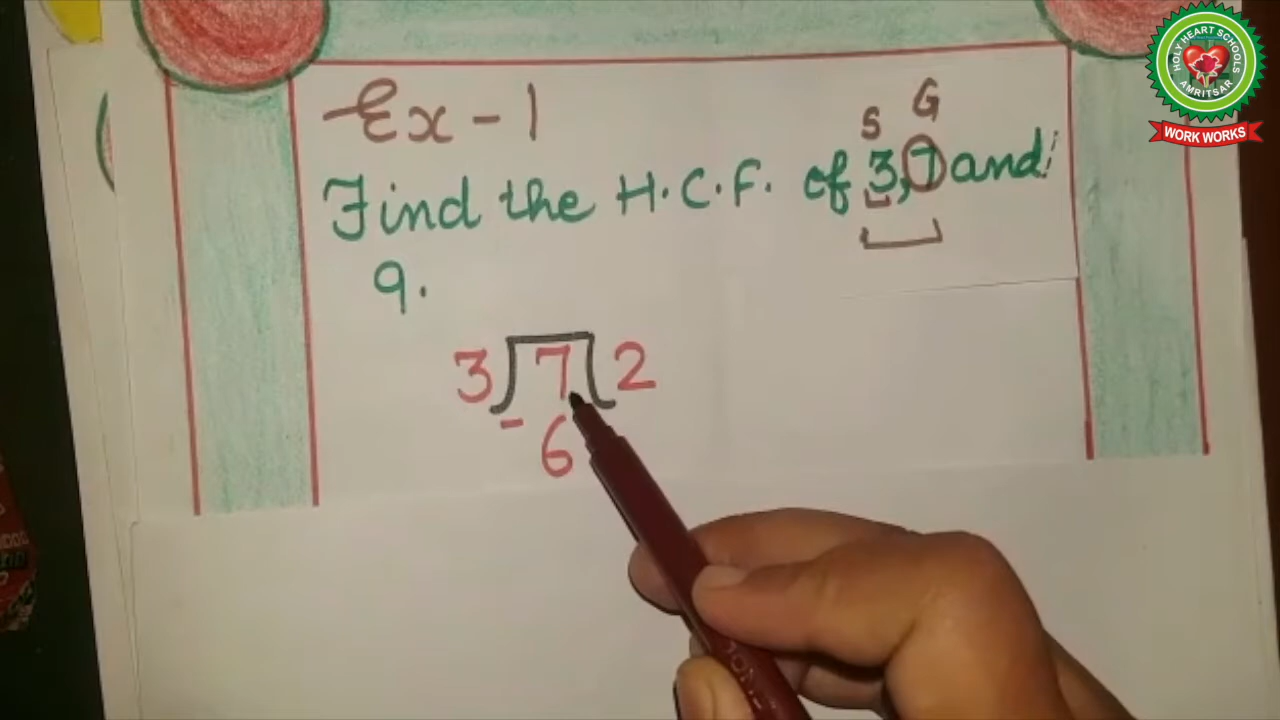 HOLY HEART SCHOOLS
AMRITSAR
WORK WORKS
Ex - 1
S G
Find the H.C.F. of 3, 7 and
9.
3 7 2
- 6